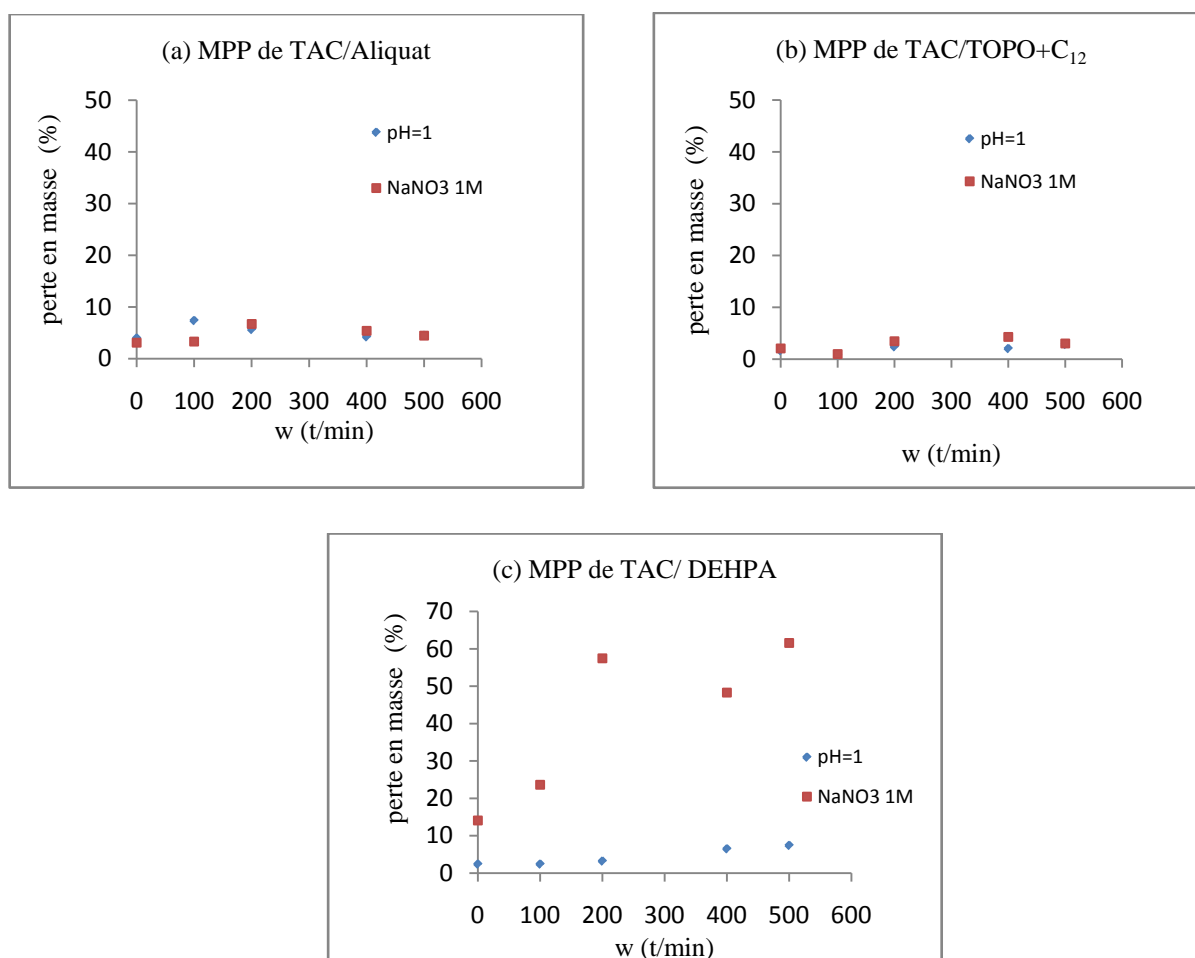 (a) MPP de TAC/Aliquat
perte en masse (%)
50
40
30
20
10
0
pH=1
NaNO3 1M
0 100 200 300 400 500 600
w (t/min)
(b) MPP de TAC/TOPO+C₁₂
perte en masse (%)
50
40
30
20
10
0
pH=1
NaNO3 1M
0 100 200 300 400 500 600
w (t/min)
(c) MPP de TAC/ DEHPA
perte en masse (%)
70
60
50
40
30
20
10
0
pH=1
NaNO3 1M
0 100 200 300 400 500 600
w (t/min)